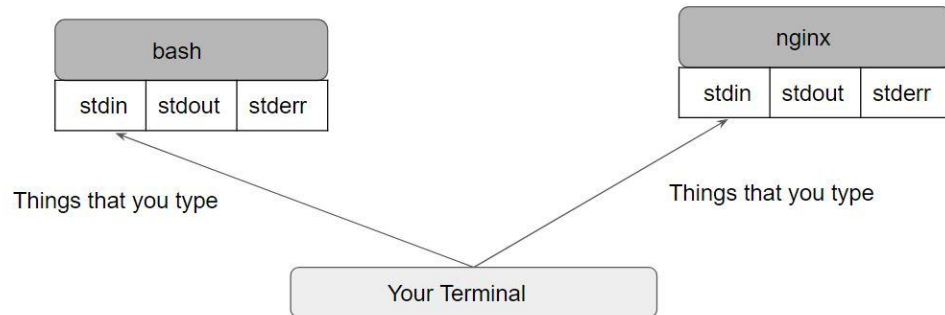 bash
stdin stdout stderr
nginx
stdin stdout stderr
Things that you type
Things that you type
Your Terminal